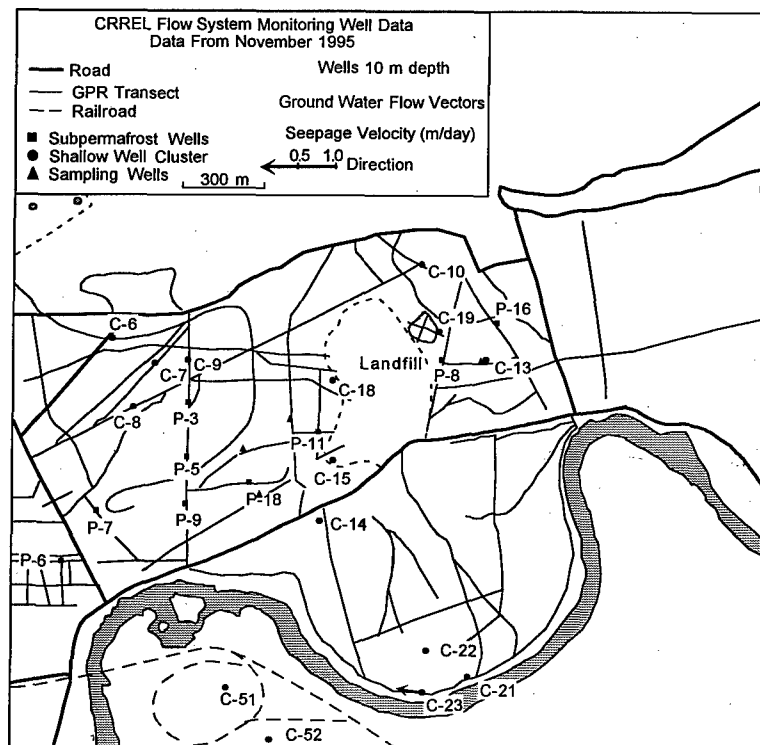 CRREL Flow System Monitoring Well Data
Data From November 1995
Road
Wells 10 m depth
GPR Transect
Railroad
Ground Water Flow Vectors
Seepage Velocity (m/day)
Subpermafrost Wells
Shallow Well Cluster
0.5 1.0 Direction
Sampling Wells
300 m
C-10
P-16
C-6
C-19
C-9
Landfill
C-7
P-8
C-13
C-18
P-3
C-8
P-11
P-5
C-15
P-18
P-7
P-9
C-14
P-6
C-22
C-21
C-51
C-23
C-52